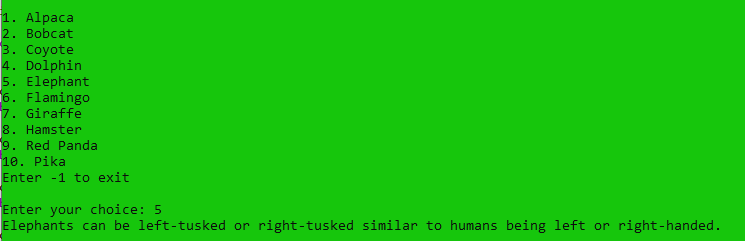 1. Alpaca
2. Bobcat
3. Coyote
4. Dolphin
5. Elephant
6. Flamingo
7. Giraffe
8. Hamster
9. Red Panda
10. Pika
Enter -1 to exit
Enter your choice: 5
Elephants can be left-tusked or right-tusked similar to humans being left or right-handed.